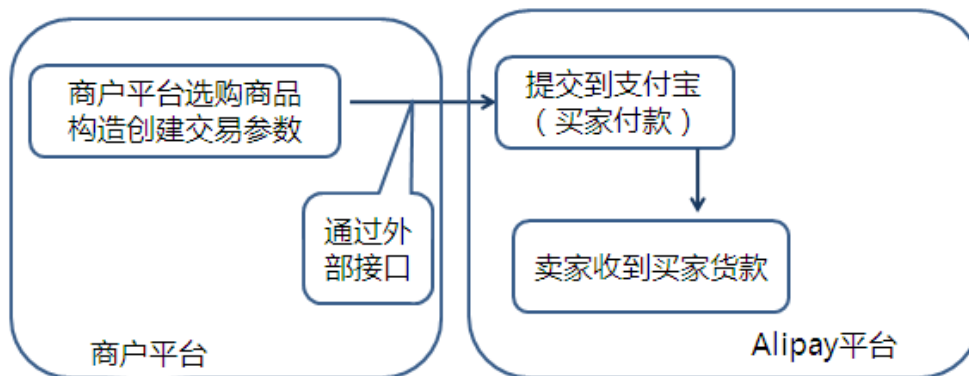 商户平台选购商品
构造创建交易参数
提交到支付宝
（买家付款）
通过外
部接口
卖家收到买家货款
商户平台
Alipay平台